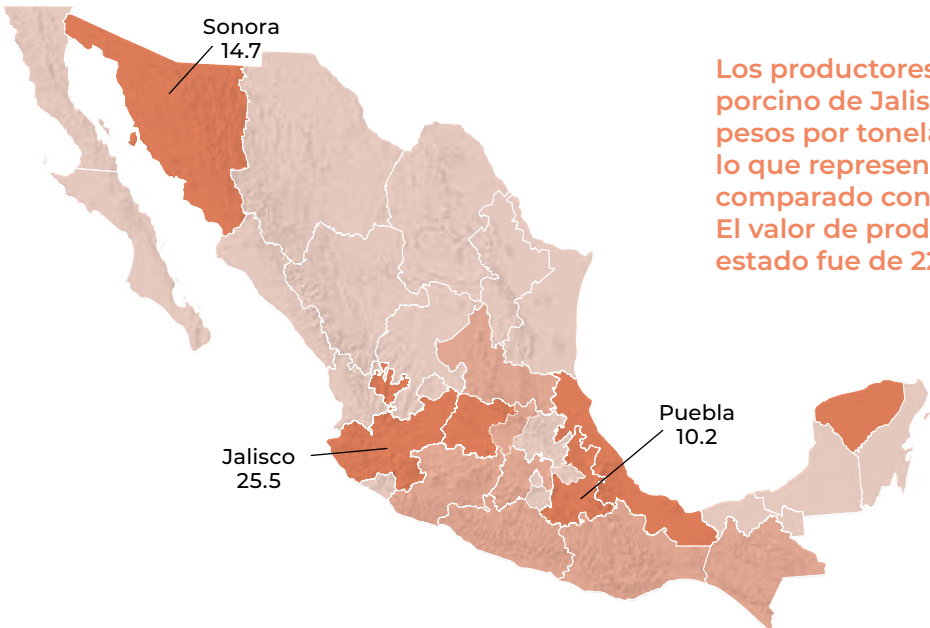 Sonora
14.7
Los productores
porcino de Jalis
pesos por tonela
lo que represen
comparado con
El valor de prod
estado fue de 22
Puebla
10.2
Jalisco
25.5